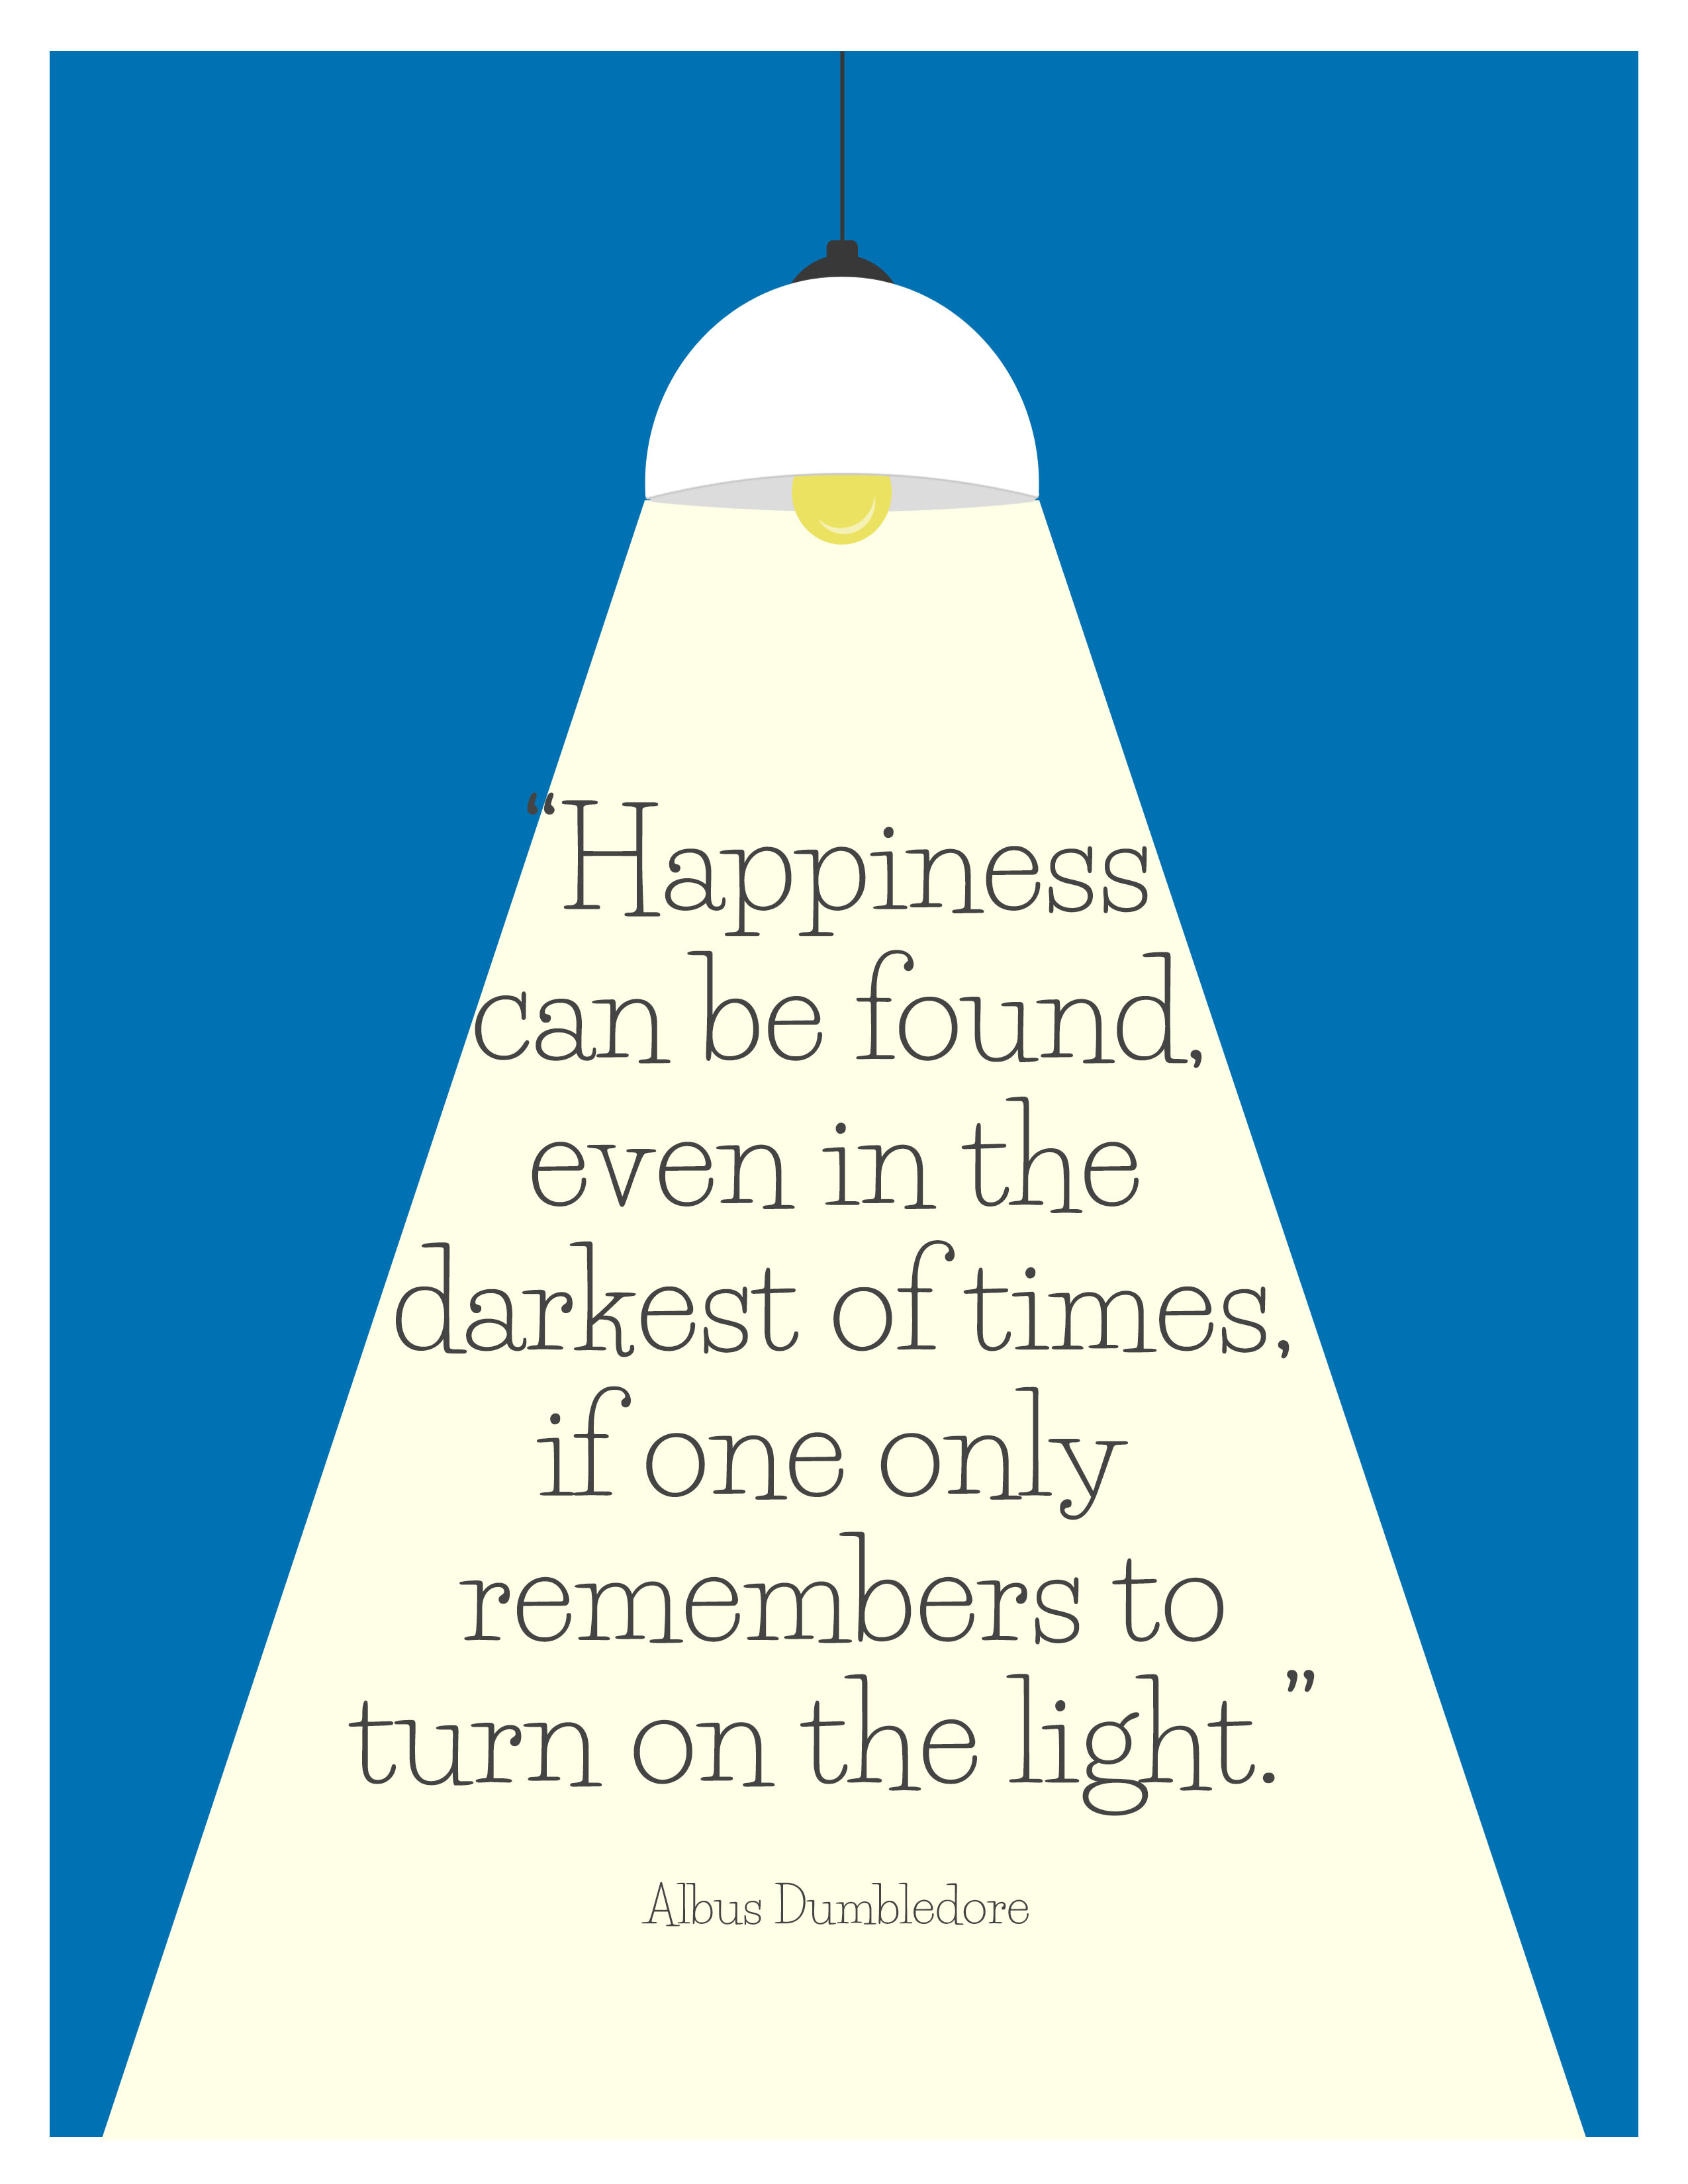 “Happiness
can be found,
even in the
darkest of times,
if one only
remembers to
turn on the light.”
Albus Dumbledore